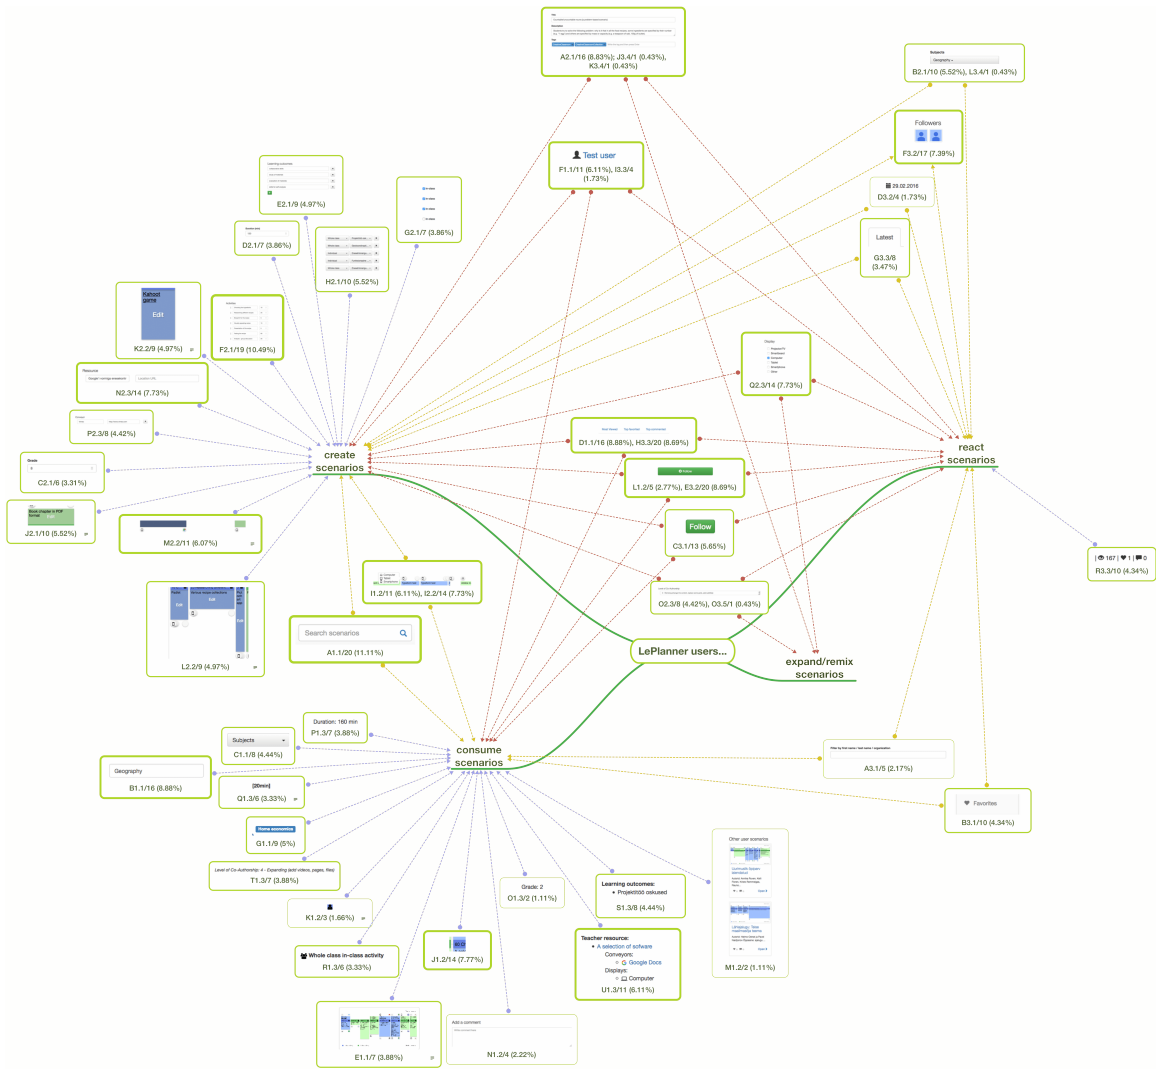 A2.1/16 (8.83%); J3.4/1 (0.43%),
K3.4/1 (0.43%)
Subjects
Geography
B2.1/10 (5.52%), L3.4/1 (0.43%)
Followers
F3.2/17 (7.39%)
Test user
F1.1/11 (6.11%), I3.3/4
(1.73%)
29.02.2016
D3.2/4 (1.73%)
Learning outcomes
E2.1/9 (4.97%)
G2.1/7 (3.86%)
D2.1/7 (3.86%)
H2.1/10 (5.52%)
Latest
G3.3/8
(3.47%)
Kahoot
game
Edit
K2.2/9 (4.97%)
F2.1/19 (10.49%)
Resource
N2.3/14 (7.73%)
Q2.3/14 (7.73%)
P2.3/8 (4.42%)
D1.1/16 (8.88%), H3.3/20 (8.69%)
create
scenarios
react
scenarios
Grade
C2.1/6 (3.31%)
Follow
L1.2/5 (2.77%), E3.2/20 (8.69%)
Book chapter in PDF
format
J2.1/10 (5.52%)
M2.2/11 (6.07%)
Follow
C3.1/13 (5.65%)
| 167 | 1 | 0
R3.3/10 (4.34%)
I1.2/11 (6.11%), I2.2/14 (7.73%)
O2.3/8 (4.42%), O3.5/1 (0.43%)
L2.2/9 (4.97%)
Search scenarios
A1.1/20 (11.11%)
LePlanner users...
expand/remix
scenarios
Duration: 160 min
P1.3/7 (3.88%)
Subjects
C1.1/8 (4.44%)
consume
scenarios
Filter by first name / last name / organization
A3.1/5 (2.17%)
Geography
B1.1/16 (8.88%)
[20min]
Q1.3/6 (3.33%)
Favorites
B3.1/10 (4.34%)
Home economics
G1.1/9 (5%)
Level of Co-Authorship: 4 - Expanding (add videos, pages, files)
T1.3/7 (3.88%)
Grade: 2
O1.3/2 (1.11%)
Learning outcomes:
Projektitöö oskused
S1.3/8 (4.44%)
Other user scenarios
M1.2/2 (1.11%)
K1.2/3 (1.66%)
Whole class in-class activity
R1.3/6 (3.33%)
J1.2/14 (7.77%)
Teacher resource:
A selection of sofware
Conveyors:
Google Docs
Displays:
Computer
U1.3/11 (6.11%)
E1.1/7 (3.88%)
Add a comment
N1.2/4 (2.22%)